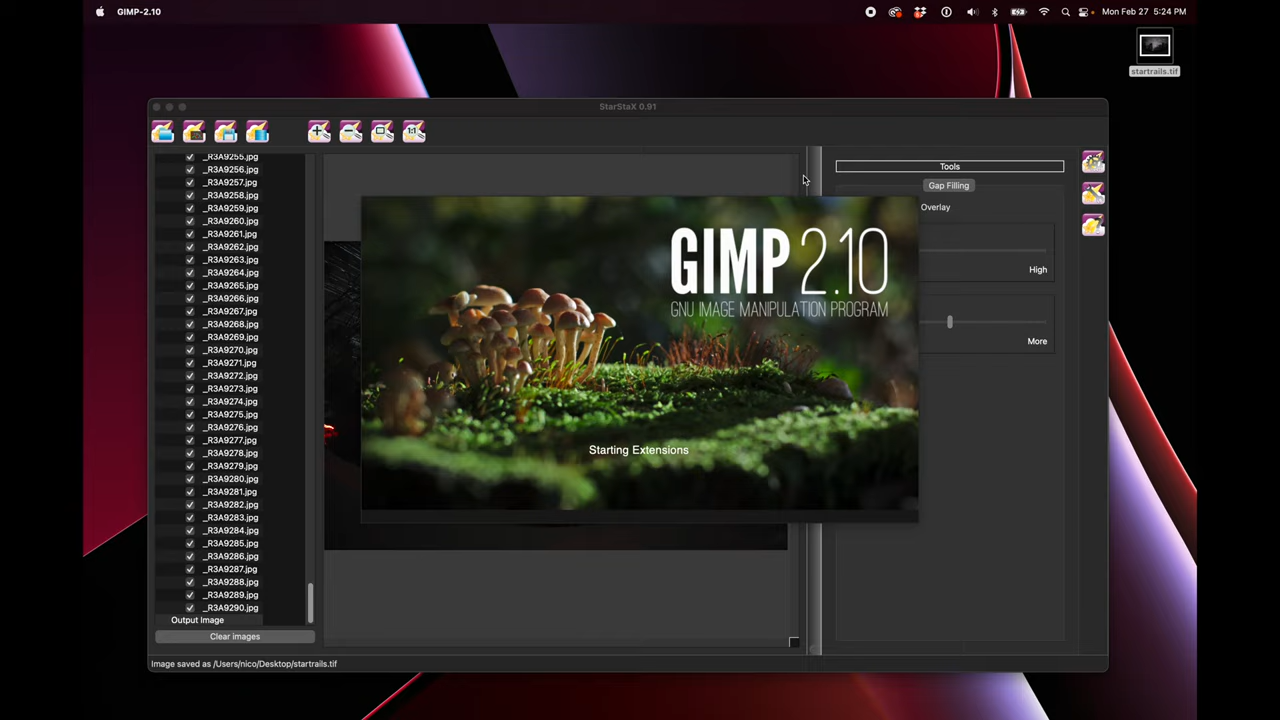 GIMP-2.10
Mon Feb 27 5:24 PM
startrails.tif
StarStaX 0.91
1:1
Tools
Gap Filling
Overlay
High
More
_R3A9255.jpg
_R3A9256.jpg
_R3A9257.jpg
_R3A9258.jpg
_R3A9259.jpg
_R3A9260.jpg
_R3A9261.jpg
_R3A9262.jpg
_R3A9263.jpg
_R3A9264.jpg
_R3A9265.jpg
_R3A9266.jpg
_R3A9267.jpg
_R3A9268.jpg
_R3A9269.jpg
_R3A9270.jpg
_R3A9271.jpg
_R3A9272.jpg
_R3A9273.jpg
_R3A9274.jpg
_R3A9275.jpg
_R3A9276.jpg
_R3A9277.jpg
_R3A9278.jpg
_R3A9279.jpg
_R3A9280.jpg
_R3A9281.jpg
_R3A9282.jpg
_R3A9283.jpg
_R3A9284.jpg
_R3A9285.jpg
_R3A9286.jpg
_R3A9287.jpg
_R3A9288.jpg
_R3A9289.jpg
_R3A9290.jpg
Output Image
Clear images
GIMP 2.10
GNU IMAGE MANIPULATION PROGRAM
Starting Extensions
Image saved as /Users/nico/Desktop/startrails.tif